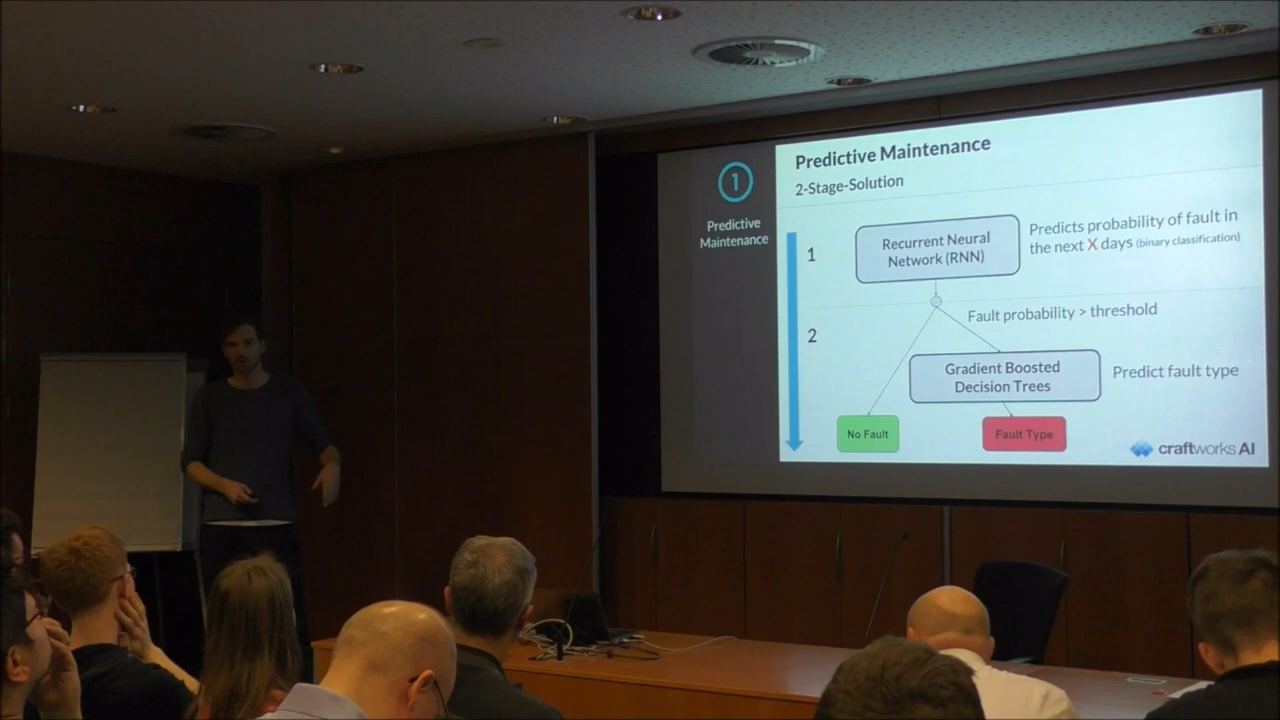 1
Predictive
Maintenance
Predictive Maintenance
2-Stage-Solution
1
Recurrent Neural
Network (RNN)
Predicts probability of fault in
the next X days (binary classification)
2
Fault probability > threshold
Gradient Boosted
Decision Trees
Predict fault type
No Fault
Fault Type
craftworks AI